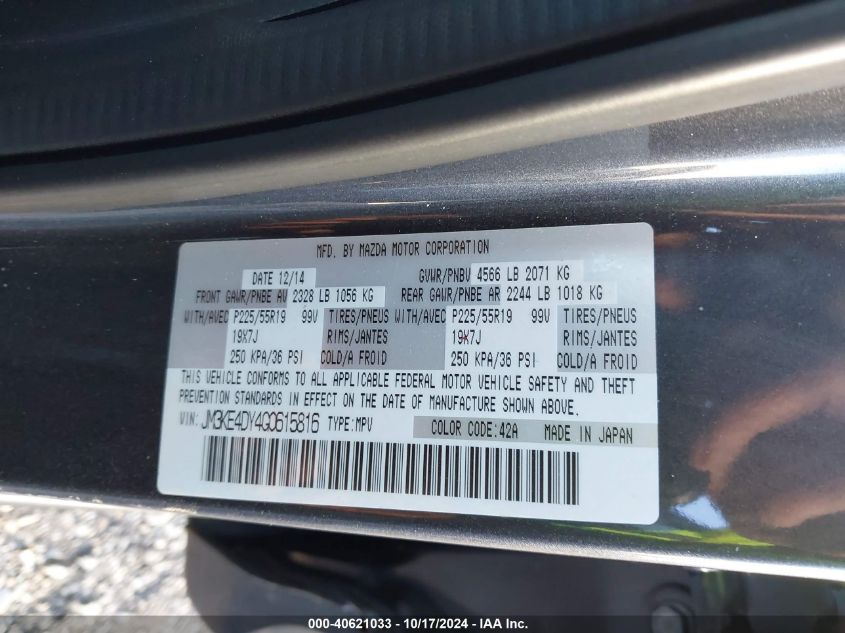 MFD. BY MAZDA MOTOR CORPORATION
DATE 12/14 GVWR/PNBV 4566 LB 2071 KG
FRONT GAWR/PNBE AV 2328 LB 1056 KG REAR GAWR/PNBE AR 2244 LB 1018 KG
WITH/AVEC P225/55R19 99V TIRES/PNEUS WITH/AVEC P225/55R19 99V TIRES/PNEUS
19X7J RIMS/JANTES 19X7J RIMS/JANTES
250 KPA/36 PSI COLD/A FROID 250 KPA/36 PSI COLD/A FROID
THIS VEHICLE CONFORMS TO ALL APPLICABLE FEDERAL MOTOR VEHICLE SAFETY AND THEFT
PREVENTION STANDARDS IN EFFECT ON THE DATE OF MANUFACTURE SHOWN ABOVE.
VIN: JM3KE4DY4G0615816 TYPE:MPV COLOR CODE:42A MADE IN JAPAN
000-40621033 - 10/17/2024 - IAA Inc.